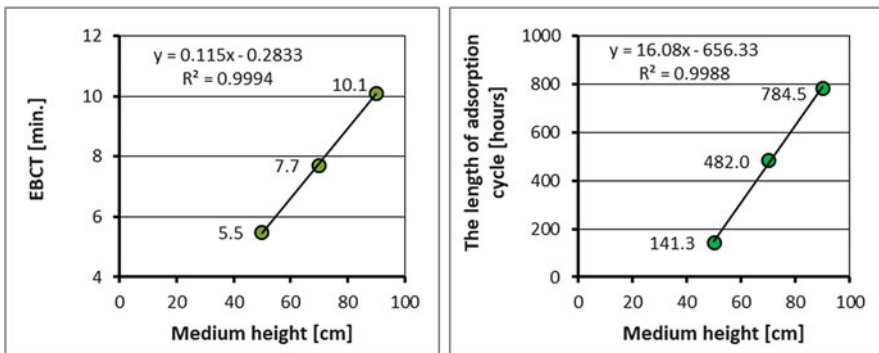 12
10
8
6
4
EBCT [min.]
y = 0.115x - 0.2833
R² = 0.9994
10.1
7.7
5.5
0 20 40 60 80 100
Medium height [cm]
1000
800
600
400
200
0
The length of adsorption
cycle [hours]
y = 16.08x - 656.33
R² = 0.9988
784.5
482.0
141.3
0 20 40 60 80 100
Medium height [cm]